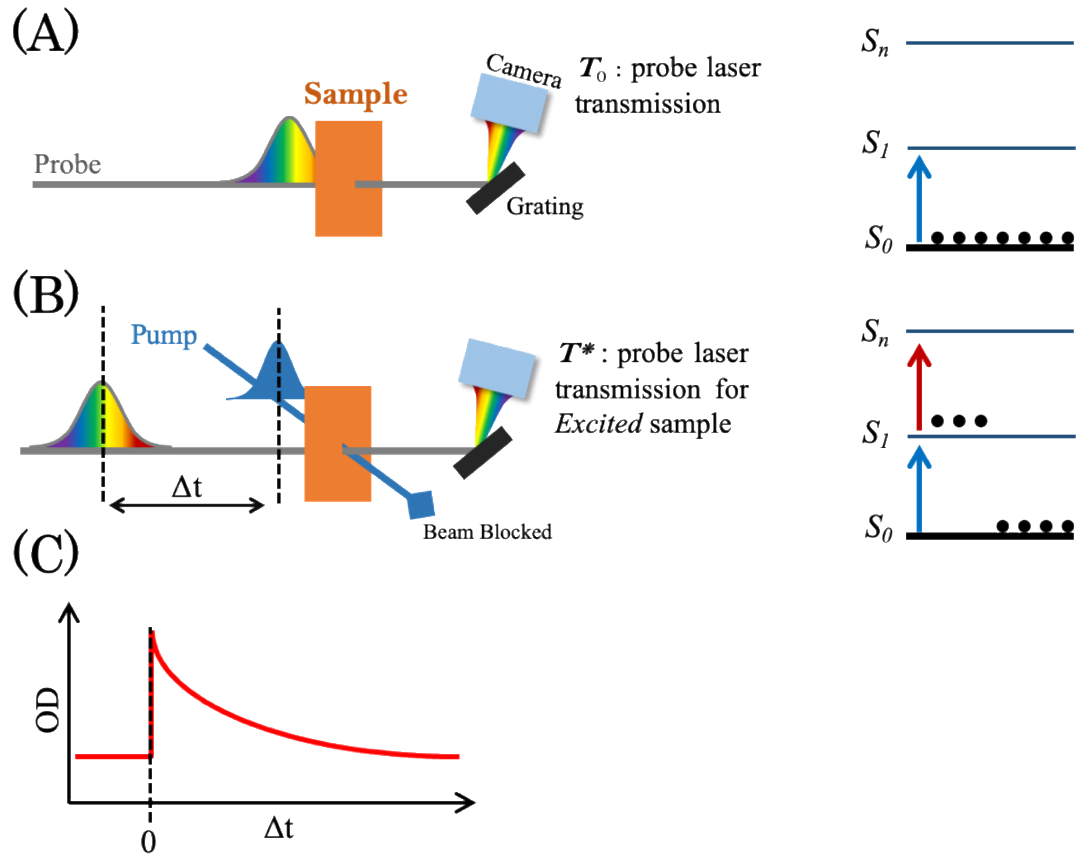 (A)
Probe
Sample
Camera
Grating
T₀ : probe laser
transmission
Sₙ
S₁
S₀
(B)
Pump
Δt
Beam Blocked
T* : probe laser
transmission for
Excited sample
Sₙ
S₁
S₀
(C)
OD
0
Δt